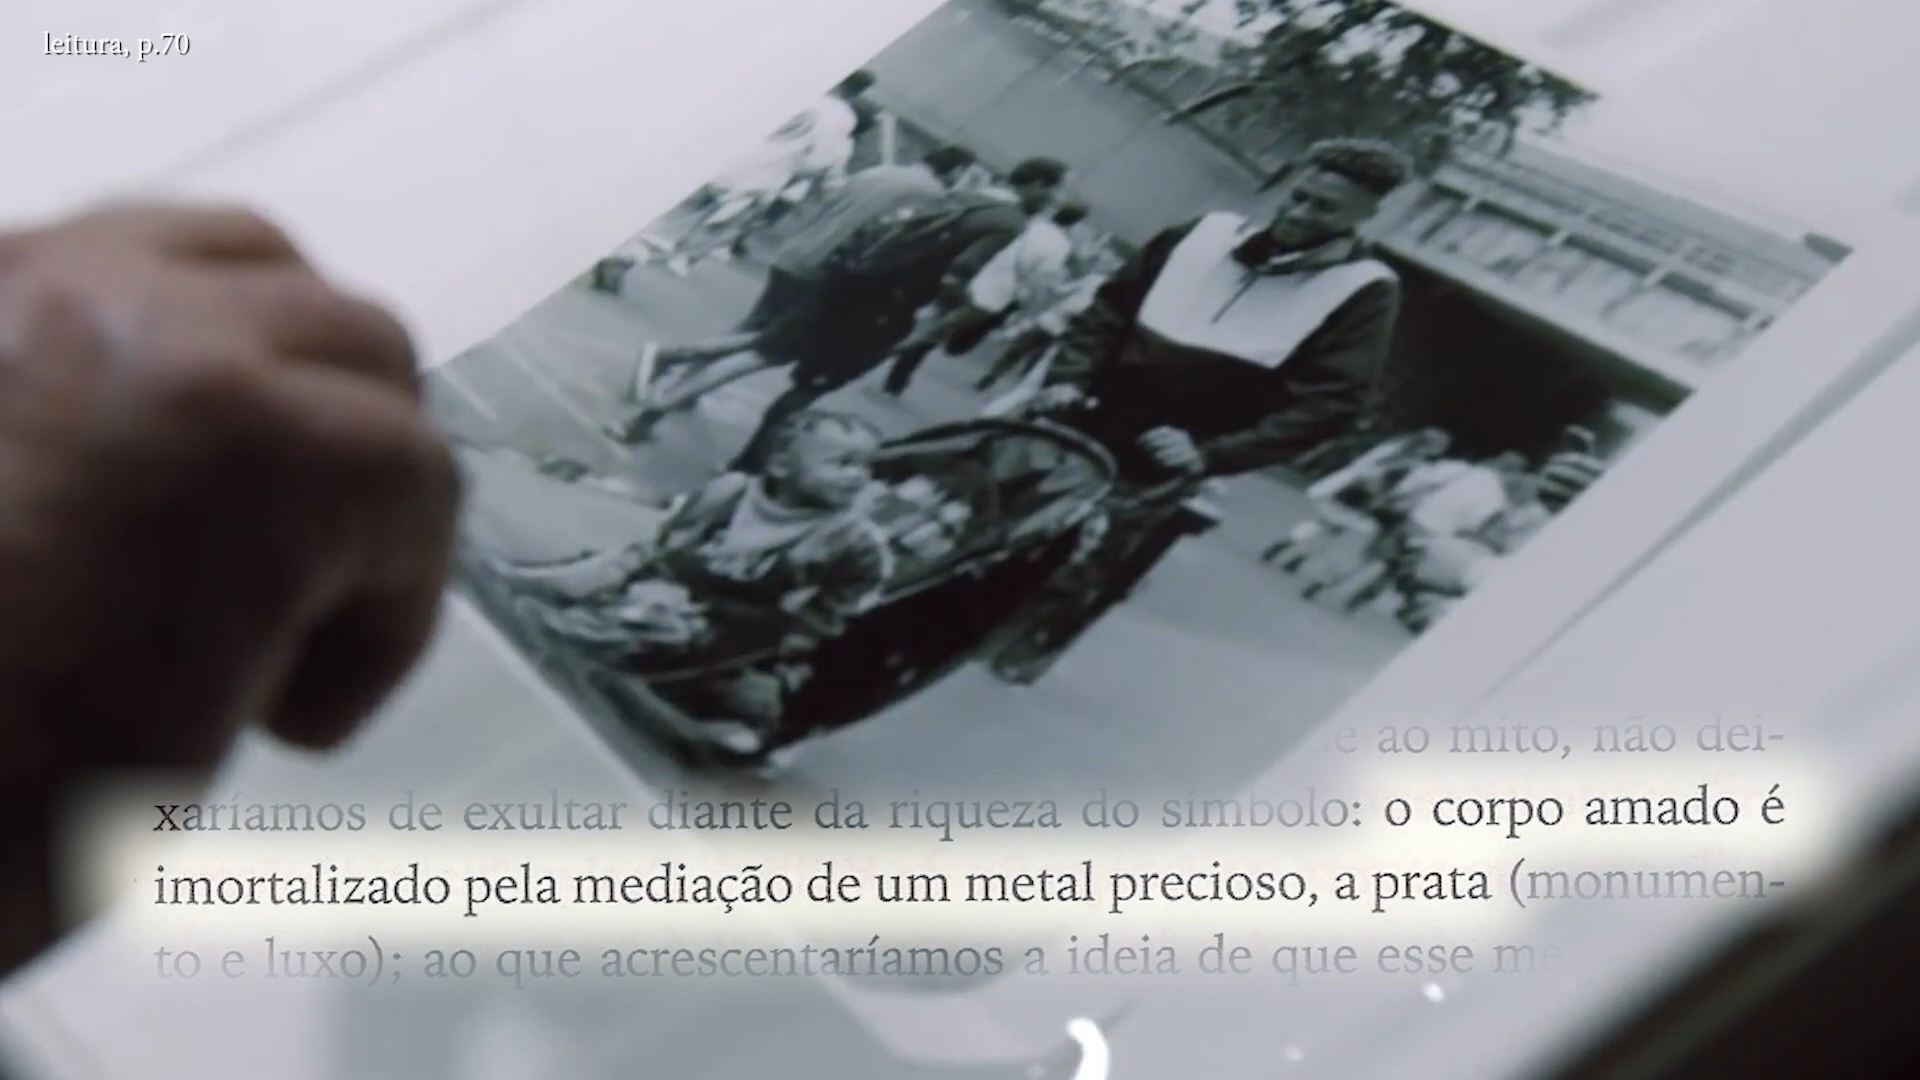 leitura, p.70
ao mito, não dei-
xaríamos de exultar diante da riqueza do símbolo: o corpo amado é
imortalizado pela mediação de um metal precioso, a prata (monumen-
to e luxo); ao que acrescentaríamos a ideia de que esse